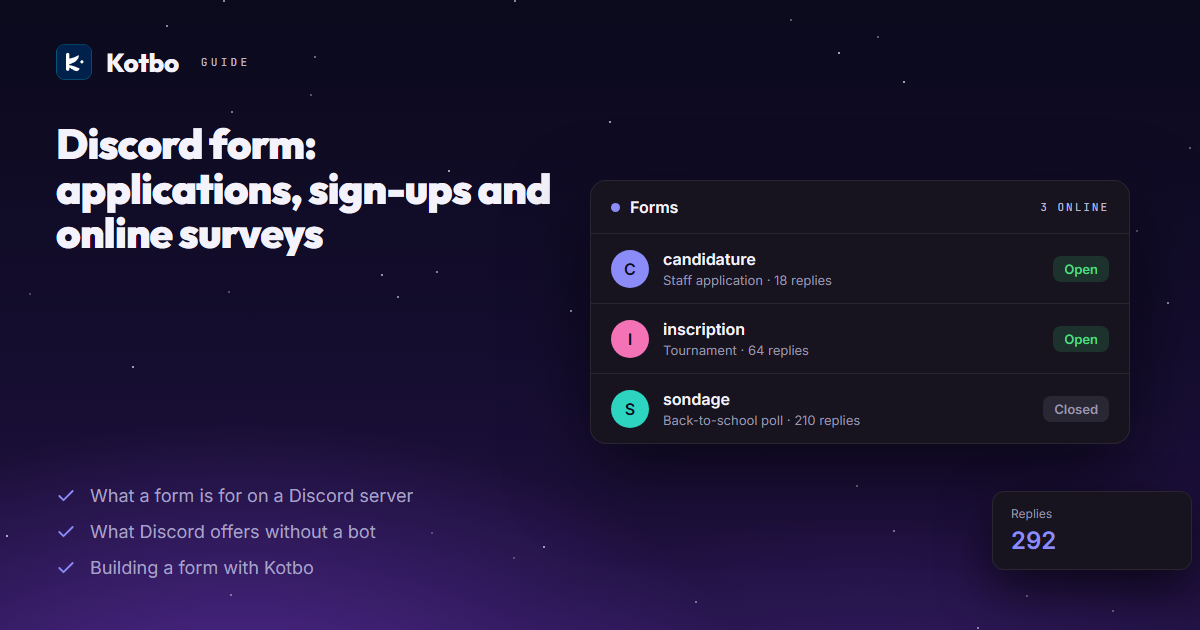 Kotbo GUIDE
Discord form:
applications, sign-ups and
online surveys
Forms 3 ONLINE
C candidature
Staff application · 18 replies
Open
I inscription
Tournament · 64 replies
Open
S sondage
Back-to-school poll · 210 replies
Closed
What a form is for on a Discord server
What Discord offers without a bot
Building a form with Kotbo
Replies
292